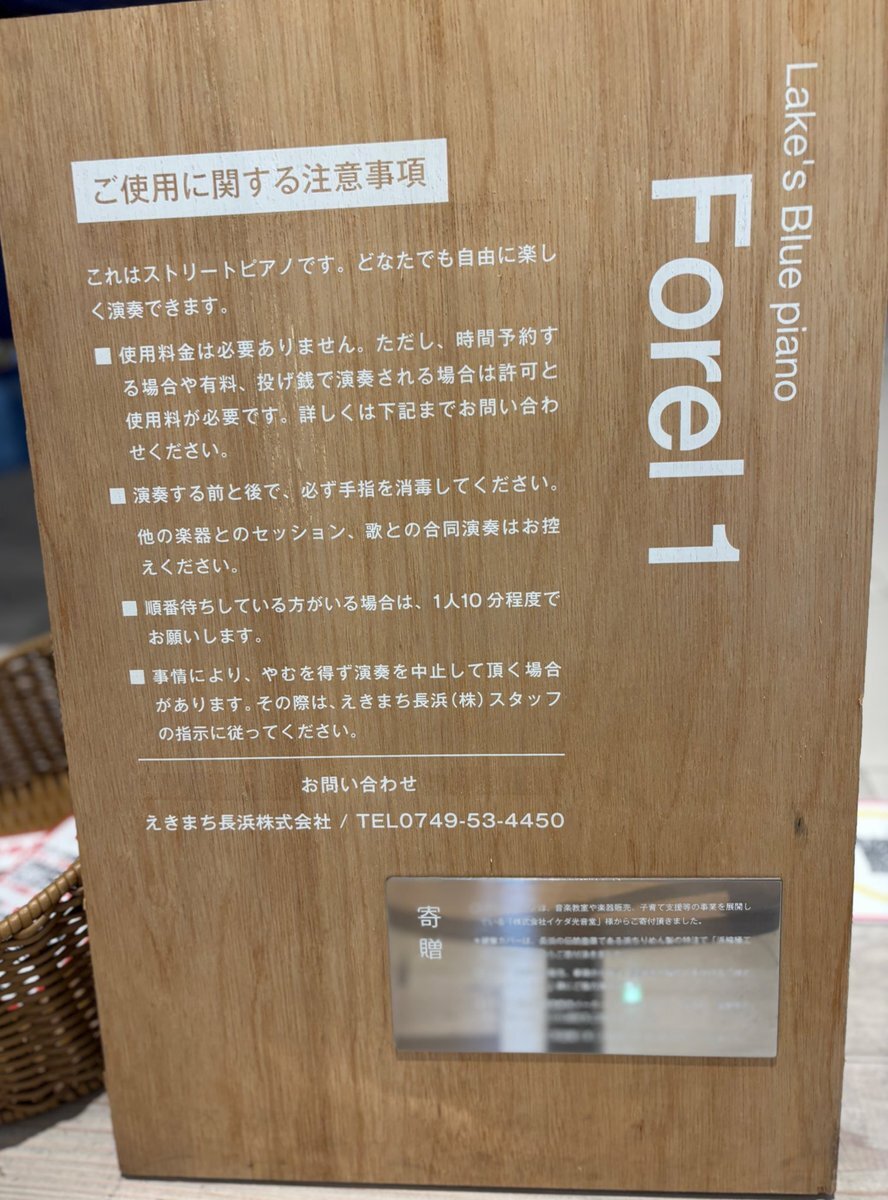 Lake's Blue piano
Forel 1
ご使用に関する注意事項
これはストリートピアノです。どなたでも自由に楽し
く演奏できます。
■ 使用料金は必要ありません。ただし、時間予約す
る場合や有料、投げ銭で演奏される場合は許可と
使用料が必要です。詳しくは下記までお問い合わ
せください。
■ 演奏する前と後で、必ず手指を消毒してください。
他の楽器とのセッション、歌との合同演奏はお控
えください。
■ 順番待ちしている方がいる場合は、1人10分程度で
お願いします。
■ 事情により、やむを得ず演奏を中止して頂く場合
があります。その際は、えきまち長浜(株)スタッフ
の指示に従ってください。
お問い合わせ
えきまち長浜株式会社 / TEL0749-53-4450
寄贈
は、音楽教室や楽器販売、子育て支援等の事業を展開し
ている「株式会社イケダ光音堂」様からご寄付頂きました。